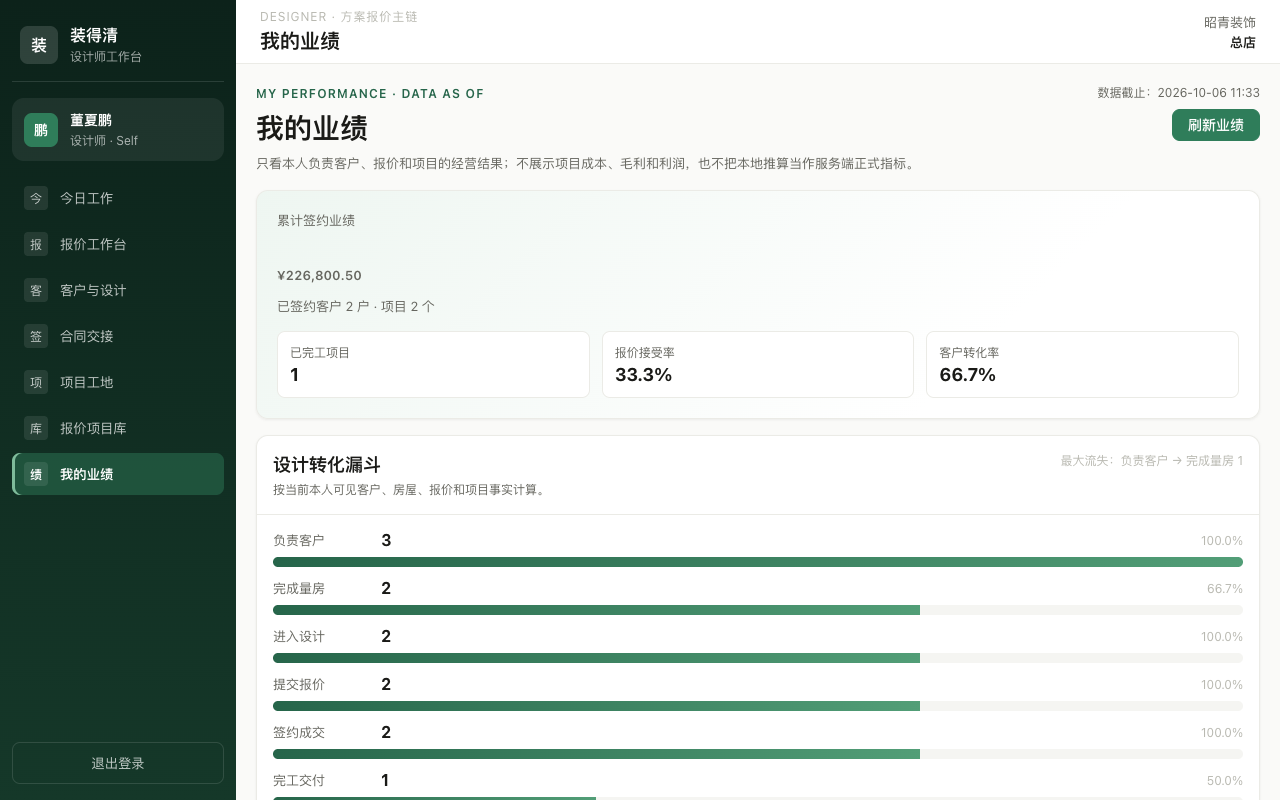 装
装得清
设计师工作台
鹏
董夏鹏
设计师 · Self
今 今日工作
报 报价工作台
客 客户与设计
签 合同交接
项 项目工地
库 报价项目库
绩 我的业绩
退出登录
DESIGNER · 方案报价主链
我的业绩
昭青装饰
总店
MY PERFORMANCE · DATA AS OF
我的业绩
只看本人负责客户、报价和项目的经营结果；不展示项目成本、毛利和利润，也不把本地推算当作服务端正式指标。
数据截止：2026-10-06 11:33
刷新业绩
累计签约业绩
¥226,800.50
已签约客户 2 户 · 项目 2 个
已完工项目
1
报价接受率
33.3%
客户转化率
66.7%
设计转化漏斗
按当前本人可见客户、房屋、报价和项目事实计算。
最大流失：负责客户 → 完成量房 1
负责客户 3 100.0%
完成量房 2 66.7%
进入设计 2 100.0%
提交报价 2 100.0%
签约成交 2 100.0%
完工交付 1 50.0%